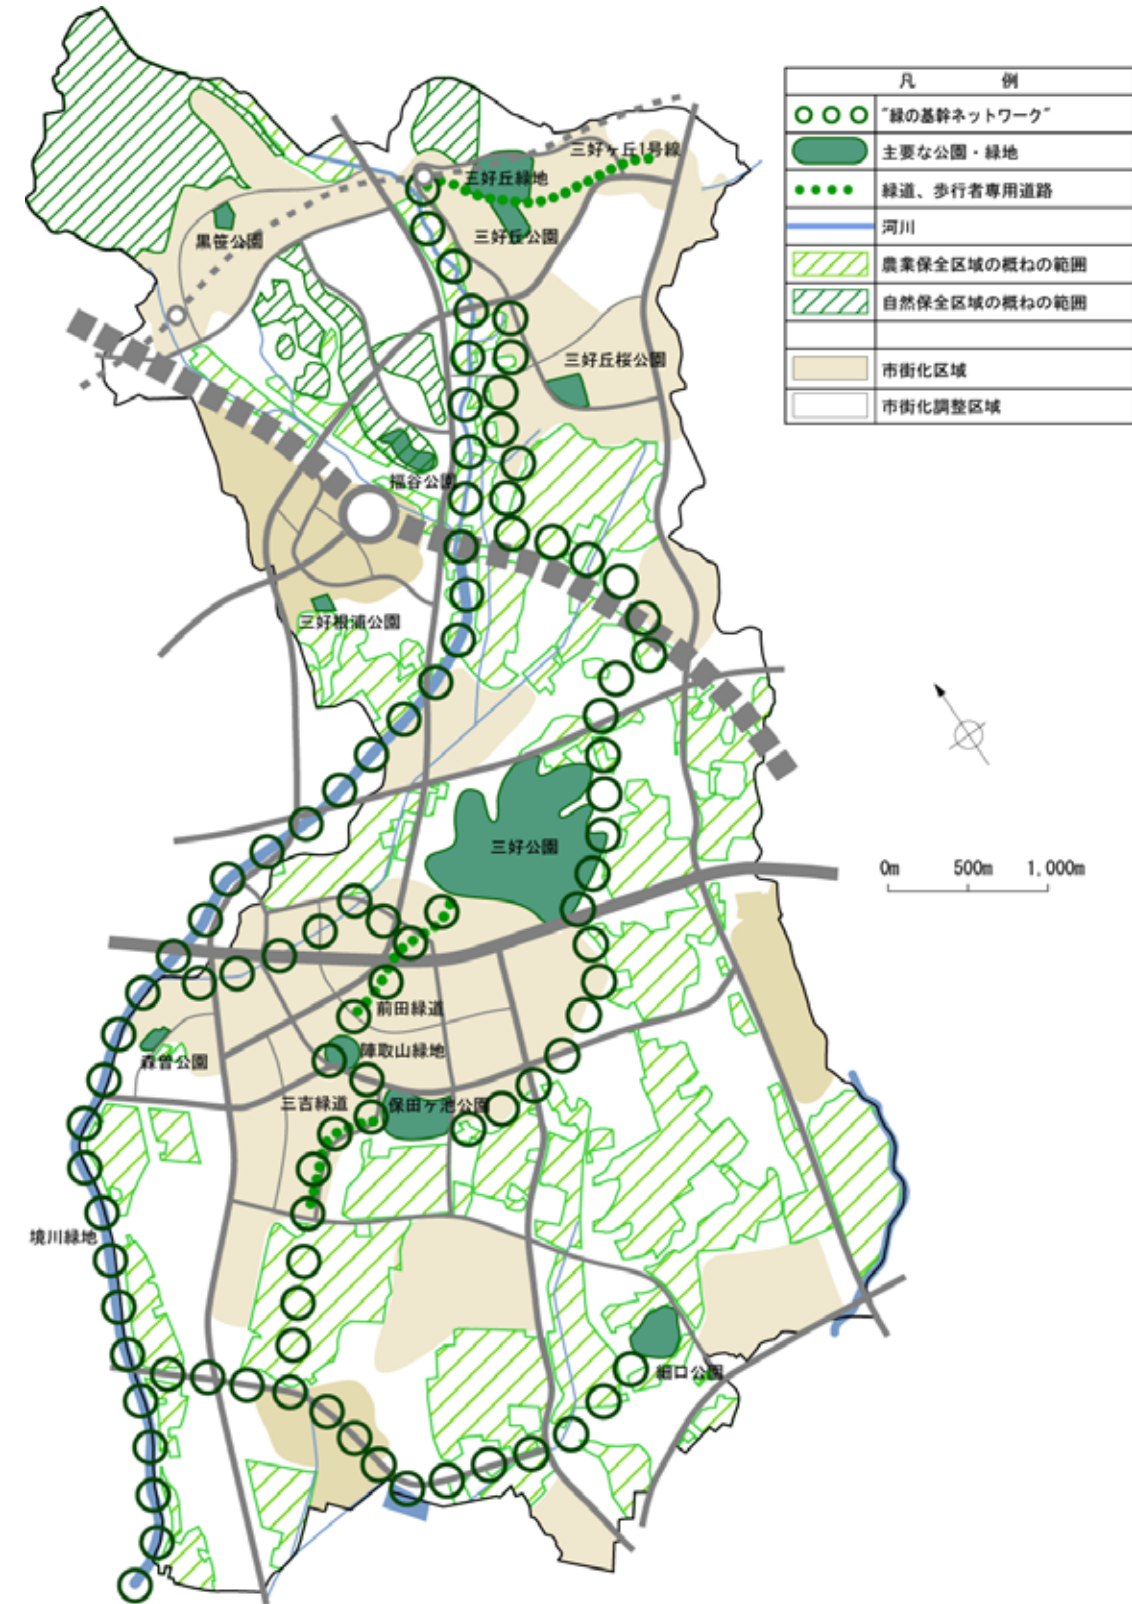 凡 例
"緑の基幹ネットワーク"
主要な公園・緑地
緑道、歩行者専用道路
河川
農業保全区域の概ねの範囲
自然保全区域の概ねの範囲
市街化区域
市街化調整区域
三好ヶ丘1号線
三好丘緑地
三好丘公園
黒笹公園
三好丘桜公園
福谷公園
三好根浦公園
三好公園
0m 500m 1,000m
前田緑道
陣取山緑地
森曽公園
三吉緑道
保田ヶ池公園
境川緑地
細口公園